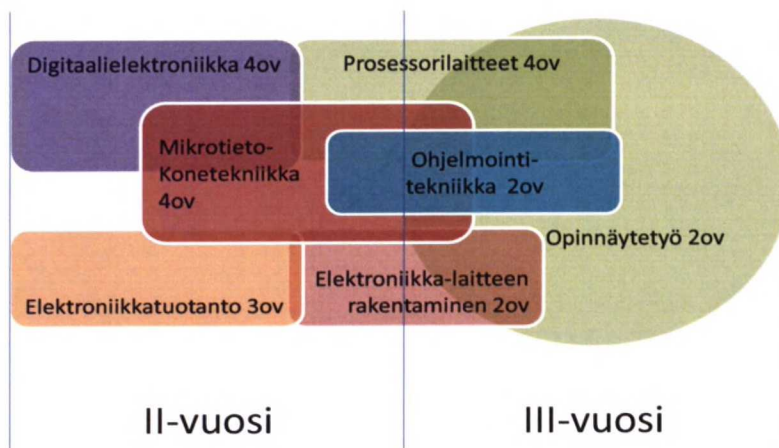 Digitaalielektroniikka 4ov
Prosessorilaitteet 4ov
Mikrotieto-
Konetekniikka
4ov
Ohjelmointi-
tekniikka 2ov
Opinnäytetyö 2ov
Elektroniikkatuotanto 3ov
Elektroniikka-laitteen
rakentaminen 2ov
II-vuosi
III-vuosi